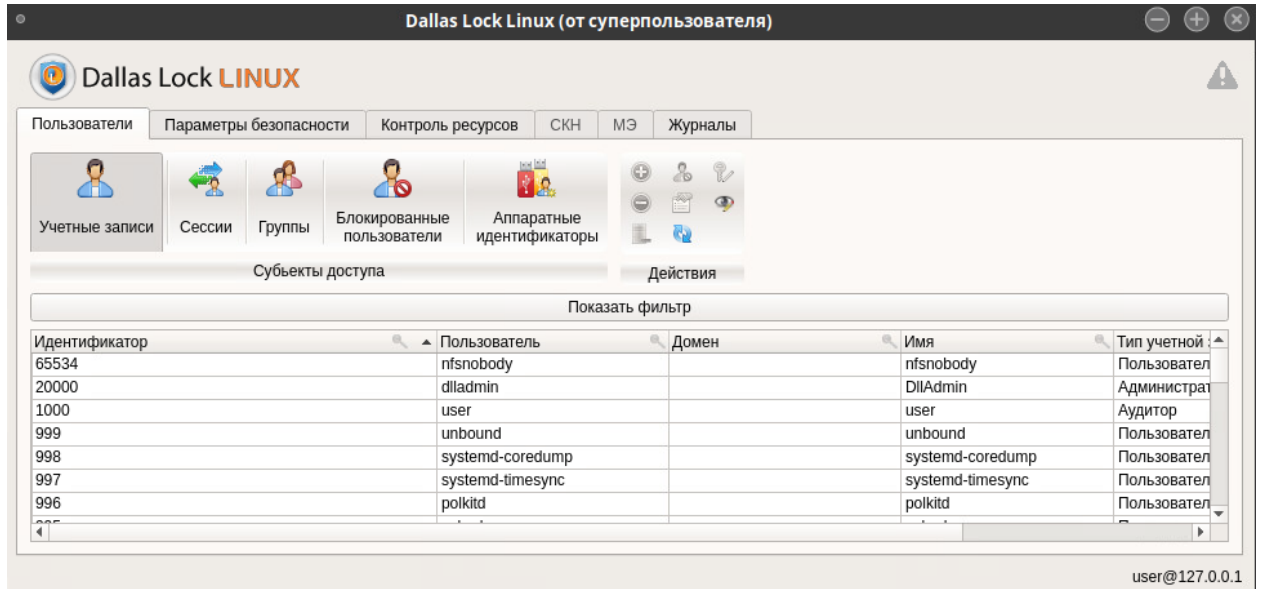 Dallas Lock Linux (от суперпользователя)
Dallas Lock LINUX
Пользователи Параметры безопасности Контроль ресурсов СКН МЭ Журналы
Учетные записи Сессии Группы Блокированные пользователи Аппаратные идентификаторы
Субъекты доступа Действия
Показать фильтр
Идентификатор Пользователь Домен Имя Тип учетной
65534 nfsnobody nfsnobody Пользовател
20000 dlladmin DllAdmin Администрат
1000 user user Аудитор
999 unbound unbound Пользовател
998 systemd-coredump systemd-coredump Пользовател
997 systemd-timesync systemd-timesync Пользовател
996 polkitd polkitd Пользовател
user@127.0.0.1